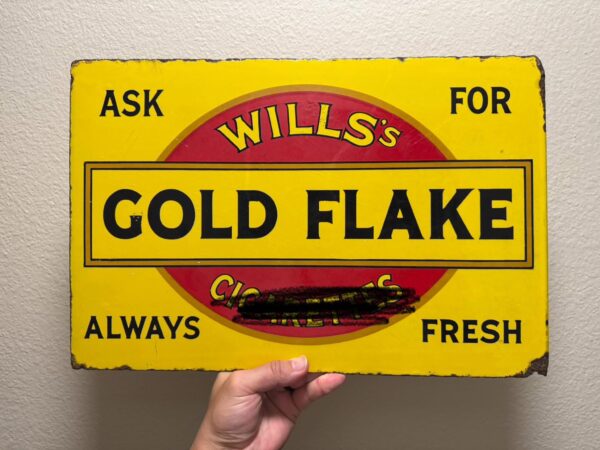 ASK FOR
WILLS's
GOLD FLAKE
ALWAYS FRESH